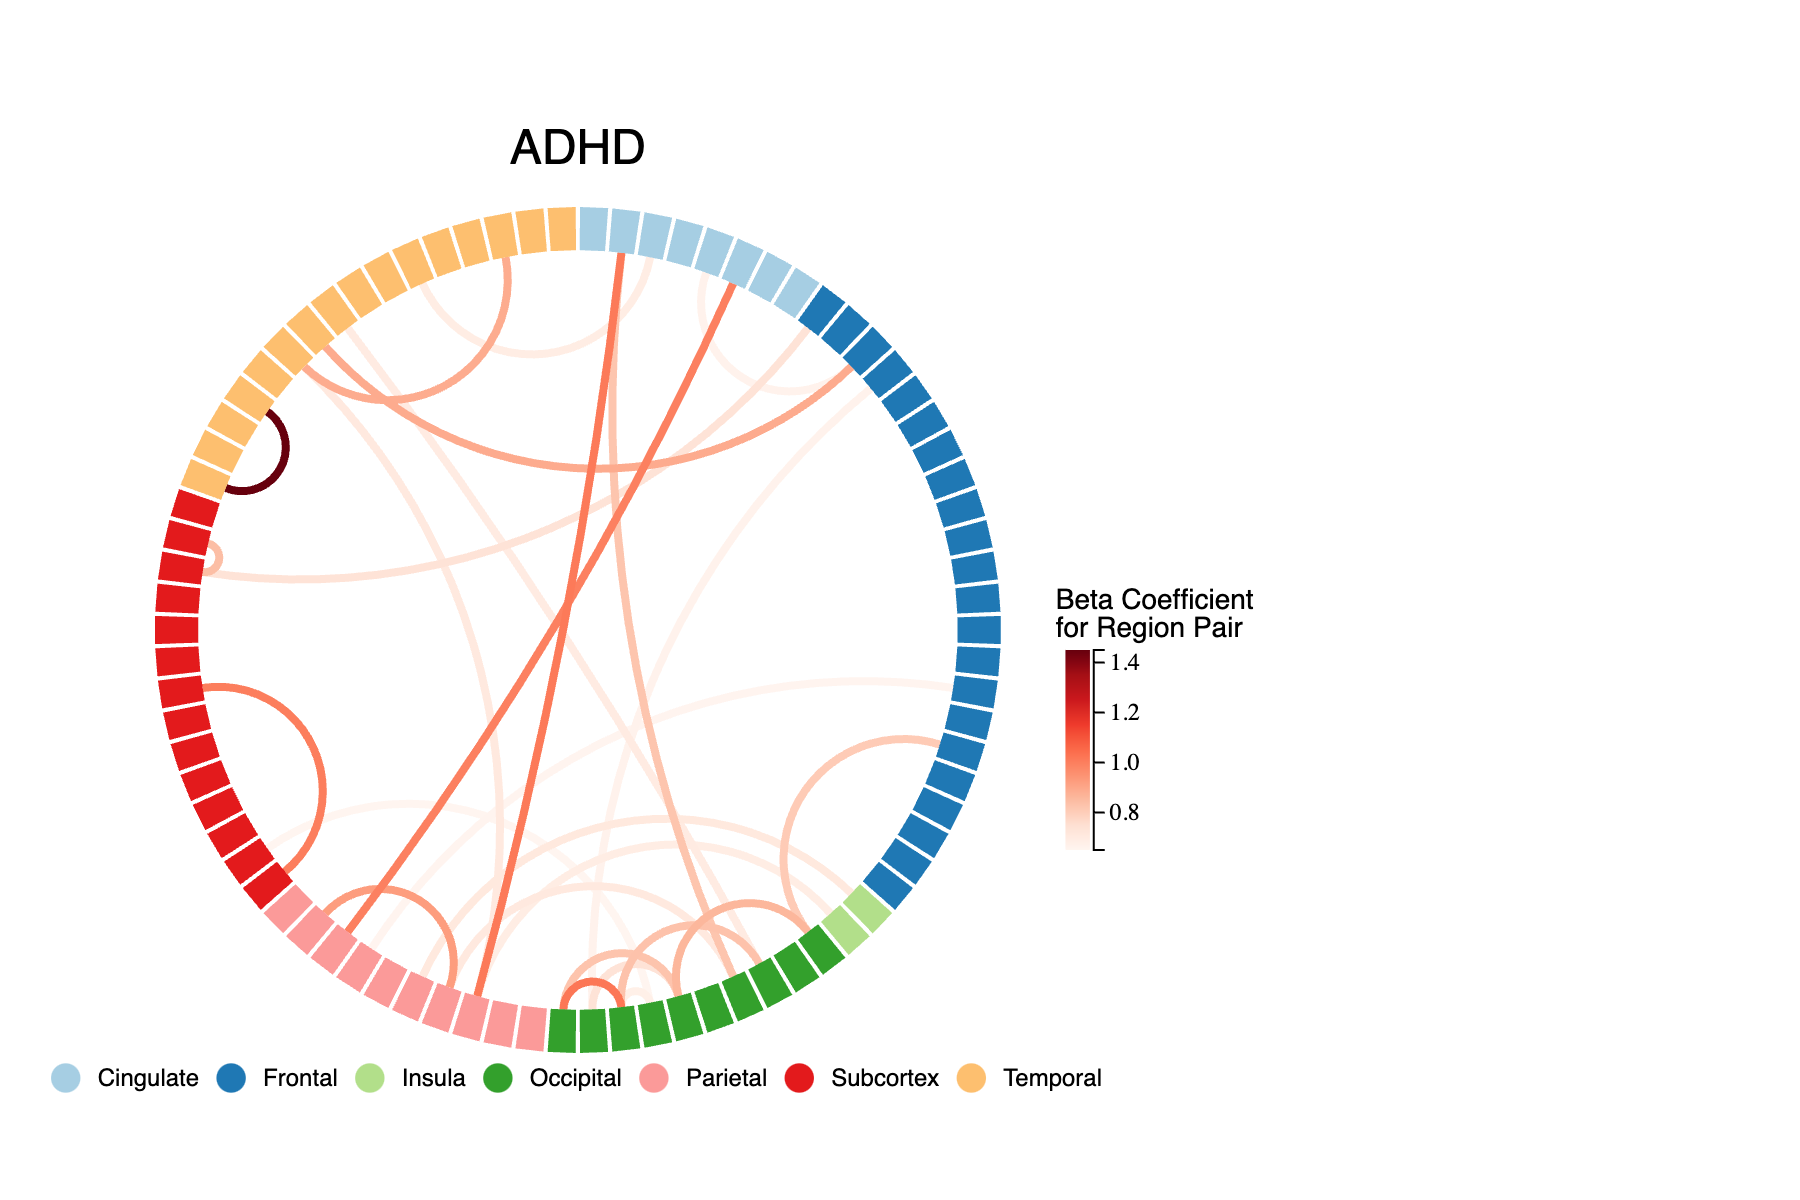 ADHD
Beta Coefficient
for Region Pair
1.4
1.2
1.0
0.8
Cingulate Frontal Insula Occipital Parietal Subcortex Temporal